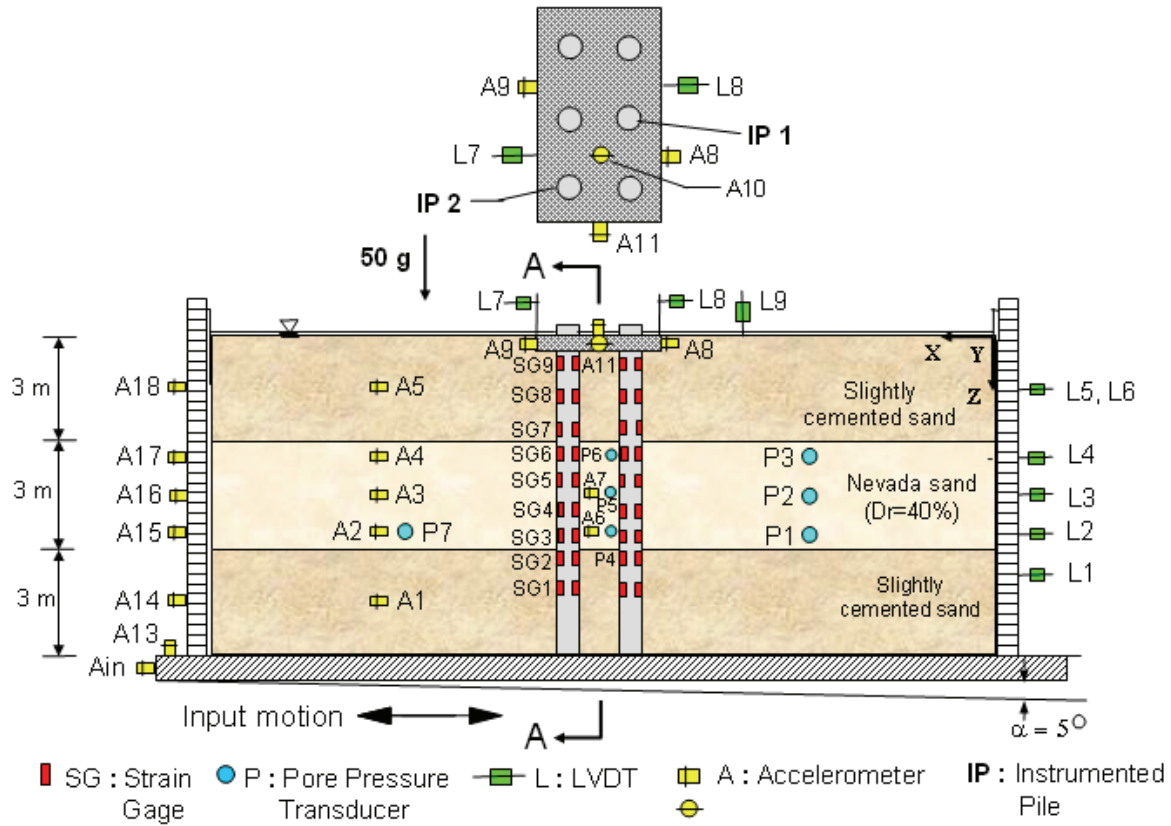 A9
L8
IP 1
L7
A8
A10
IP 2
A11
50 g
A
L7
L8
L9
A9
A11
A8
X
Y
Z
3 m
A18
A5
SG9
SG8
SG7
Slightly
cemented sand
L5, L6
3 m
A17
A4
SG6
P6
P3
L4
A16
A3
SG5
A7
P5
P2
Nevada sand
(Dr=40%)
L3
A15
A2
P7
SG4
A6
SG3
P1
L2
3 m
SG2
P4
SG1
L1
A14
A1
Slightly
cemented sand
A13
Ain
Input motion
A
α = 5°
SG : Strain
Gage
P : Pore Pressure
Transducer
L : LVDT
A : Accelerometer
IP : Instrumented
Pile